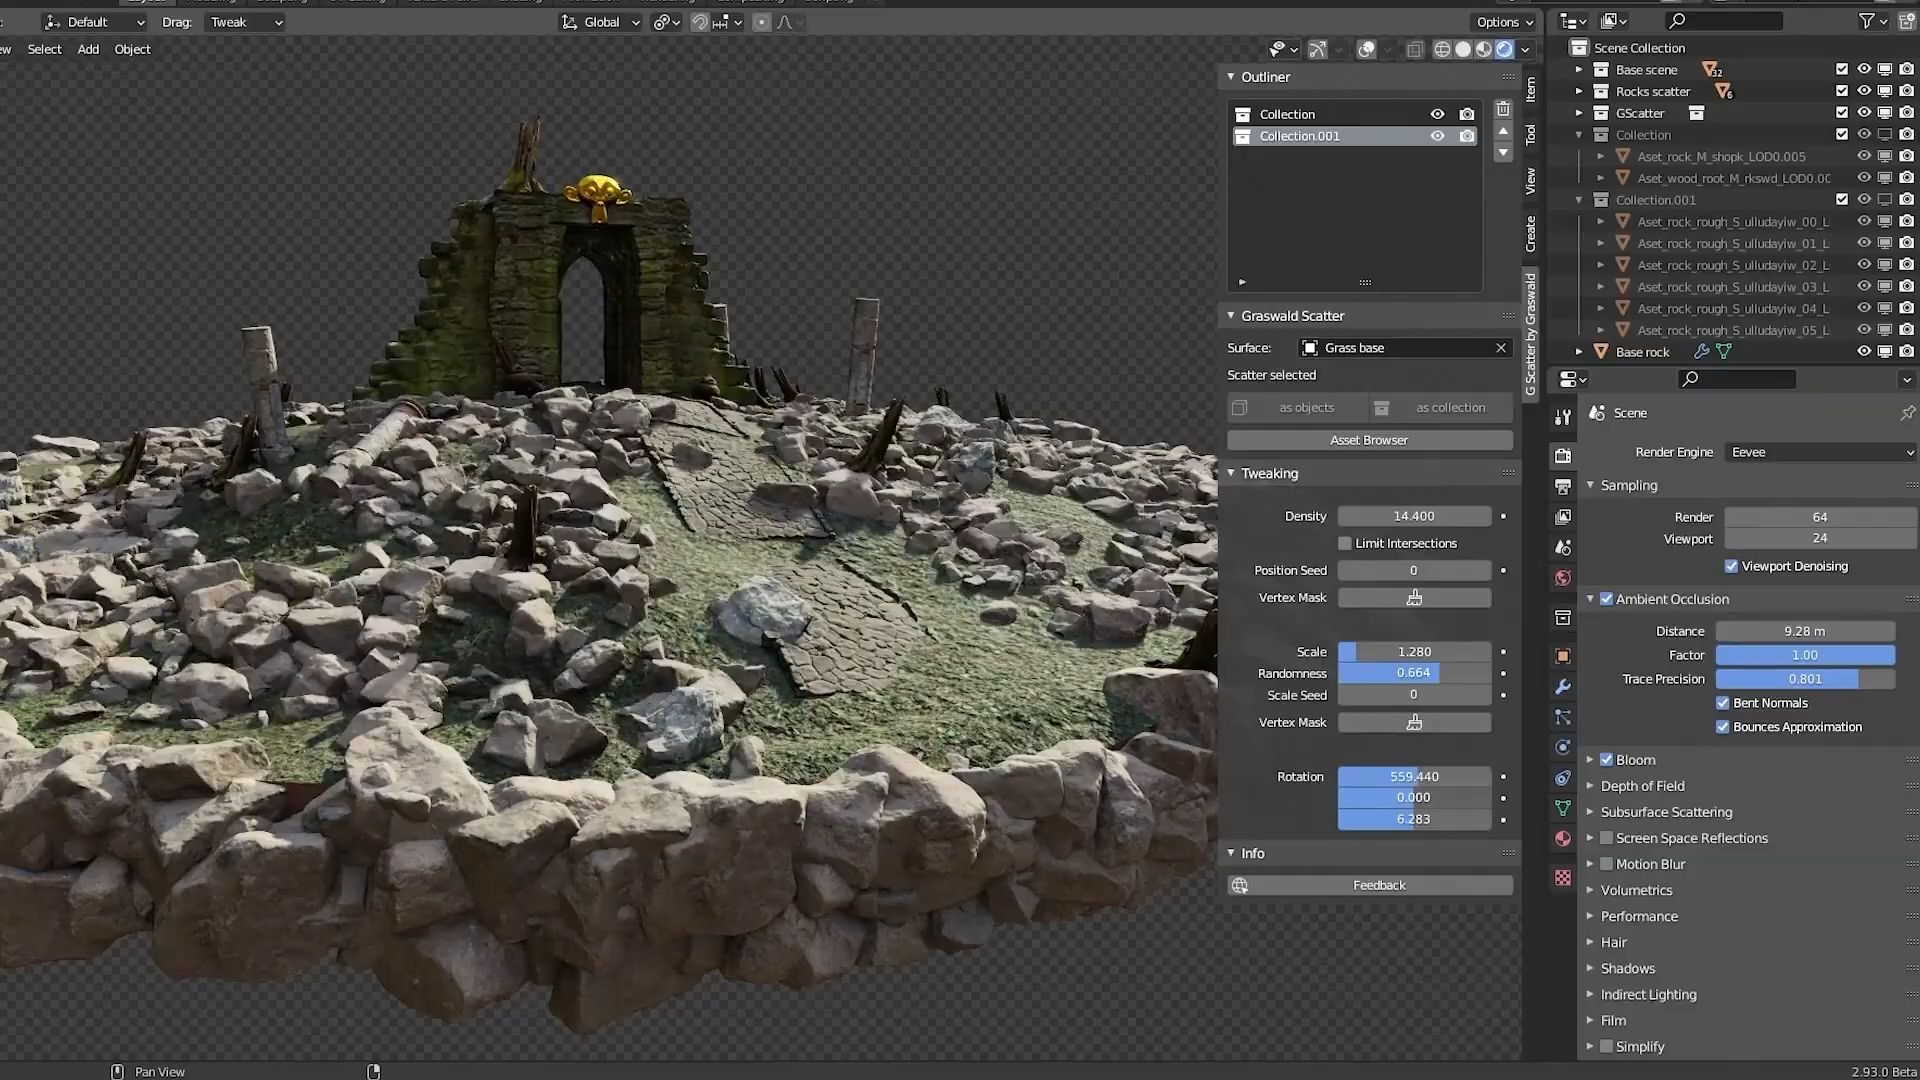 Default
Drag:
Tweak
Global
Options
Select
Add
Object
Outliner
Collection
Collection.001
Graswald Scatter
Surface:
Grass base
Scatter selected
as objects
as collection
Asset Browser
Tweaking
Density
14.400
Limit Intersections
Position Seed
0
Vertex Mask
Scale
1.280
Randomness
0.664
Scale Seed
0
Vertex Mask
Rotation
559.440
0.000
6.283
Info
Feedback
Item
Tool
View
Create
G Scatter by Graswald
Scene Collection
Base scene
32
Rocks scatter
6
GScatter
Collection
Aset_rock_M_shopk_LOD0.005
Aset_wood_root_M_rkswd_LOD0.00
Collection.001
Aset_rock_rough_S_ulludayiw_00_L
Aset_rock_rough_S_ulludayiw_01_L
Aset_rock_rough_S_ulludayiw_02_L
Aset_rock_rough_S_ulludayiw_03_L
Aset_rock_rough_S_ulludayiw_04_L
Aset_rock_rough_S_ulludayiw_05_L
Base rock
Scene
Render Engine
Eevee
Sampling
Render
64
Viewport
24
Viewport Denoising
Ambient Occlusion
Distance
9.28 m
Factor
1.00
Trace Precision
0.801
Bent Normals
Bounces Approximation
Bloom
Depth of Field
Subsurface Scattering
Screen Space Reflections
Motion Blur
Volumetrics
Performance
Hair
Shadows
Indirect Lighting
Film
Simplify
Pan View
2.93.0 Beta